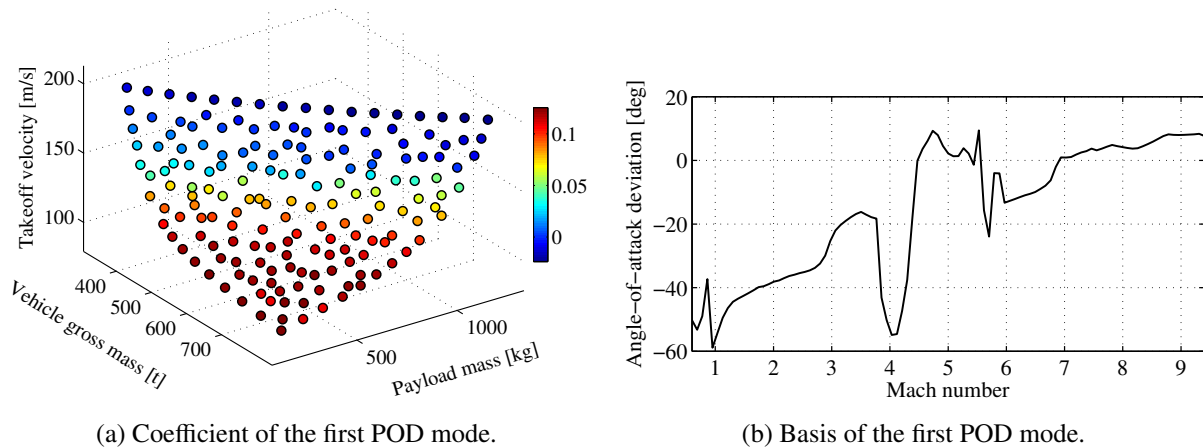 Takeoff velocity [m/s]
200
150
100
Vehicle gross mass [t]
400
500
600
700
500
1000
Payload mass [kg]
0.1
0.05
0
(a) Coefficient of the first POD mode.
Angle−of−attack deviation [deg]
20
0
−20
−40
−60
1 2 3 4 5 6 7 8 9
Mach number
(b) Basis of the first POD mode.